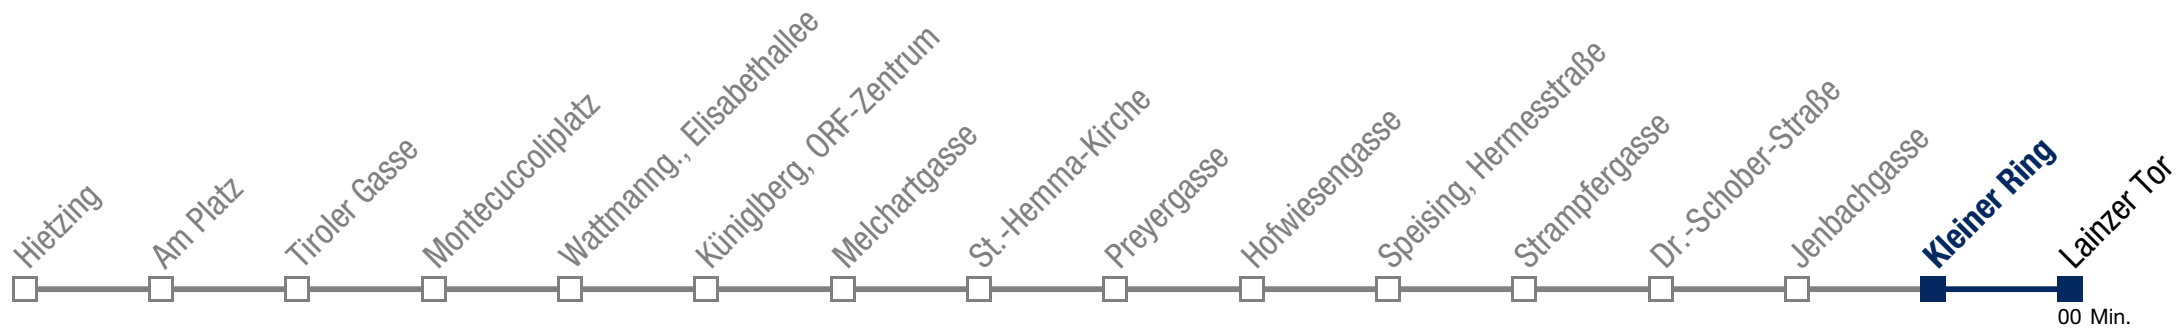 Hietzing
Am Platz
Tiroler Gasse
Montecuccoliplatz
Wattmanng., Elisabethallee
Küniglberg, ORF-Zentrum
Melchartgasse
St.-Hemma-Kirche
Preyergasse
Hofwiesengasse
Speising, Hermesstraße
Strampfergasse
Dr.-Schober-Straße
Jenbachgasse
Kleiner Ring
Lainzer Tor
00 Min.